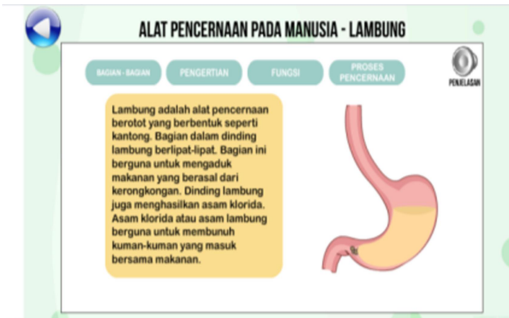 ALAT PENCERNAAN PADA MANUSIA - LAMBUNG
BAGIAN - BAGIAN
PENGERTIAN
FUNGSI
PROSES
PENCERNAAN
PENJELASAN
Lambung adalah alat pencernaan
berotot yang berbentuk seperti
kantong. Bagian dalam dinding
lambung berlipat-lipat. Bagian ini
berguna untuk mengaduk
makanan yang berasal dari
kerongkongan. Dinding lambung
juga menghasilkan asam klorida.
Asam klorida atau asam lambung
berguna untuk membunuh
kuman-kuman yang masuk
bersama makanan.